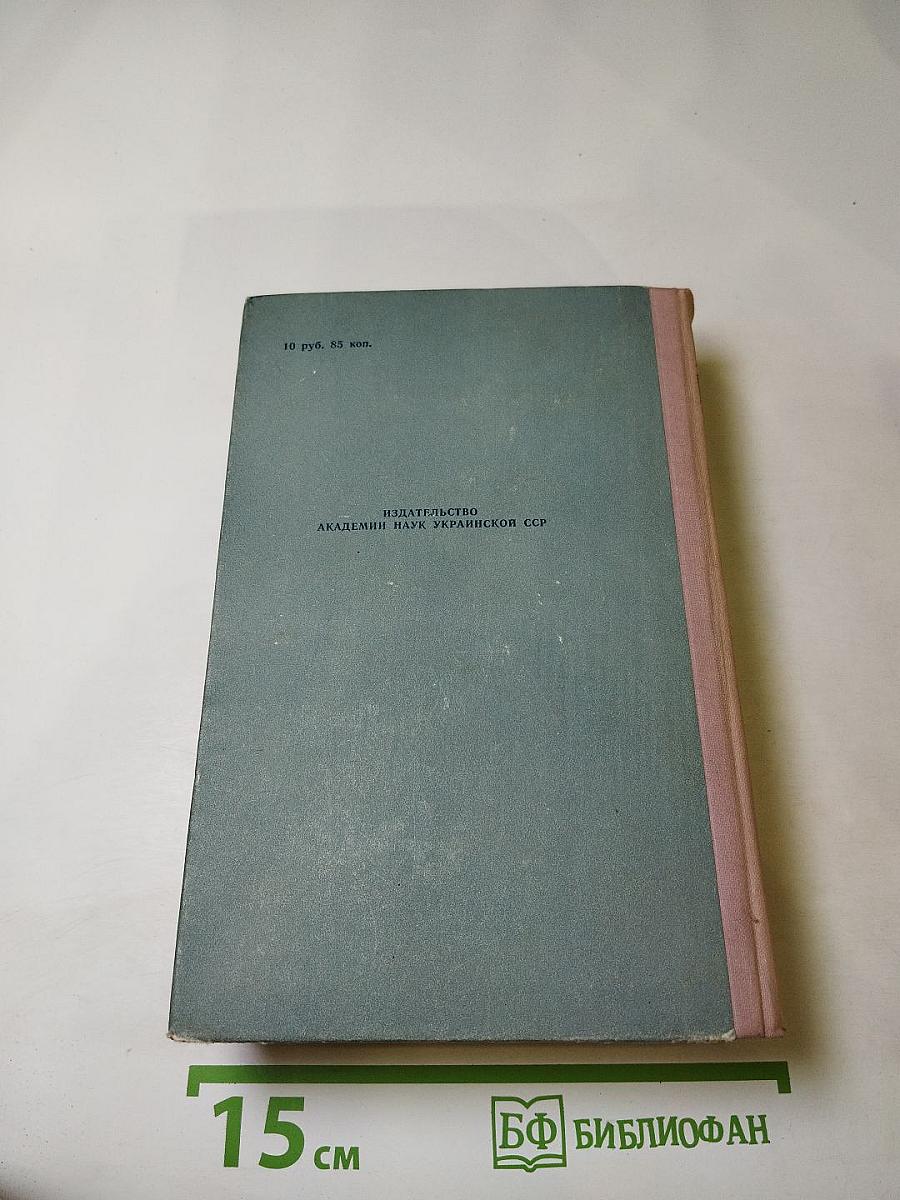 10 руб. 85 коп.
ИЗДАТЕЛЬСТВО
АКАДЕМИИ НАУК УКРАИНСКОЙ ССР
15 см
БФ БИБЛИОФАН